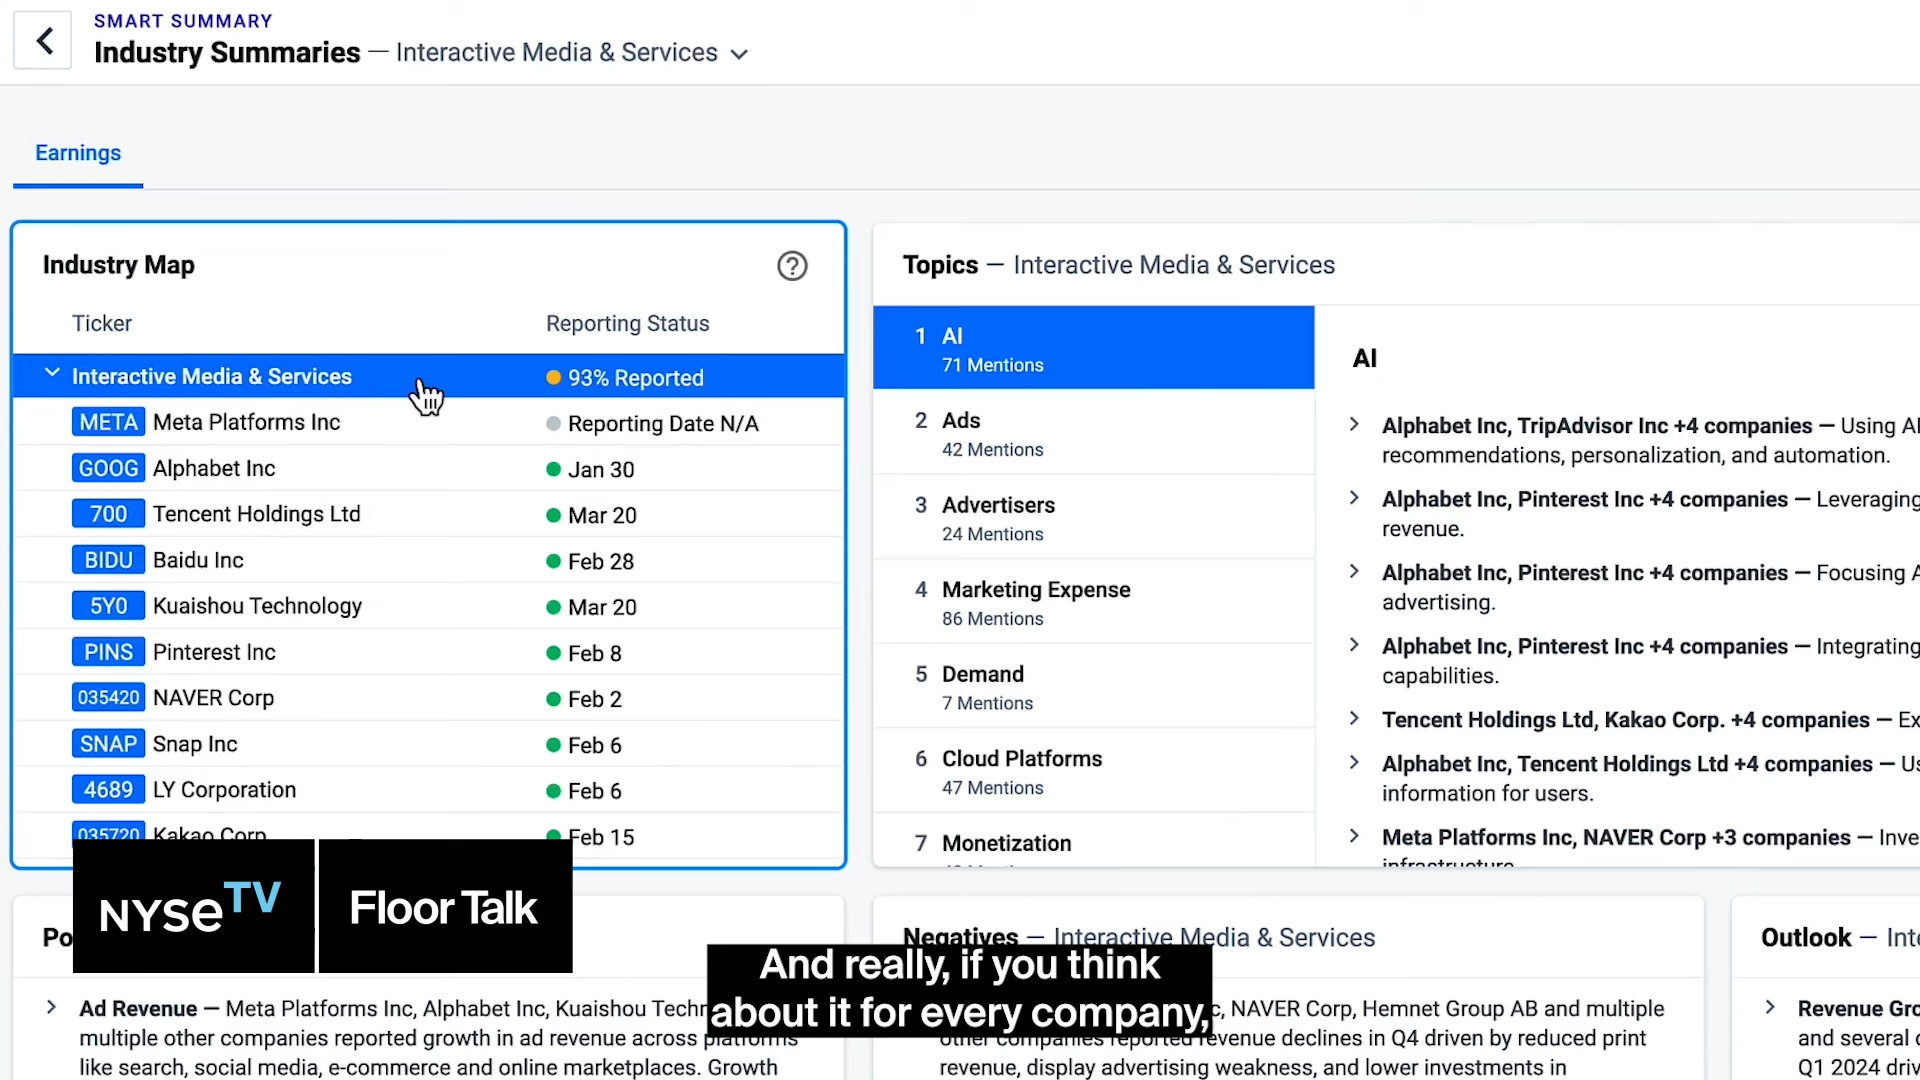 SMART SUMMARY
Industry Summaries — Interactive Media & Services
Earnings
Industry Map
Ticker Reporting Status
Interactive Media & Services 93% Reported
META Meta Platforms Inc Reporting Date N/A
GOOG Alphabet Inc Jan 30
700 Tencent Holdings Ltd Mar 20
BIDU Baidu Inc Feb 28
5Y0 Kuaishou Technology Mar 20
PINS Pinterest Inc Feb 8
035420 NAVER Corp Feb 2
SNAP Snap Inc Feb 6
4689 LY Corporation Feb 6
035720 Kakao Corp Feb 15
Topics — Interactive Media & Services
1 AI
71 Mentions
2 Ads
42 Mentions
3 Advertisers
24 Mentions
4 Marketing Expense
86 Mentions
5 Demand
7 Mentions
6 Cloud Platforms
47 Mentions
7 Monetization
AI
Alphabet Inc, TripAdvisor Inc +4 companies — Using AI
recommendations, personalization, and automation.
Alphabet Inc, Pinterest Inc +4 companies — Leveraging
revenue.
Alphabet Inc, Pinterest Inc +4 companies — Focusing
advertising.
Alphabet Inc, Pinterest Inc +4 companies — Integrating
capabilities.
Tencent Holdings Ltd, Kakao Corp. +4 companies —
Alphabet Inc, Tencent Holdings Ltd +4 companies —
information for users.
Meta Platforms Inc, NAVER Corp +3 companies —
infrastructure
NYSE TV Floor Talk
Po
Ad Revenue — Meta Platforms Inc, Alphabet Inc, Kuaishou
multiple other companies reported growth in ad revenue across platforms
like search, social media, e-commerce and online marketplaces. Growth
Negatives — Interactive Media & Services
NAVER Corp, Hemnet Group AB and multiple
other companies reported revenue declines in Q4 driven by reduced print
revenue, display advertising weakness, and lower investments in
Outlook —
Revenue
and several
Q1 2024
And really, if you think
about it for every company,